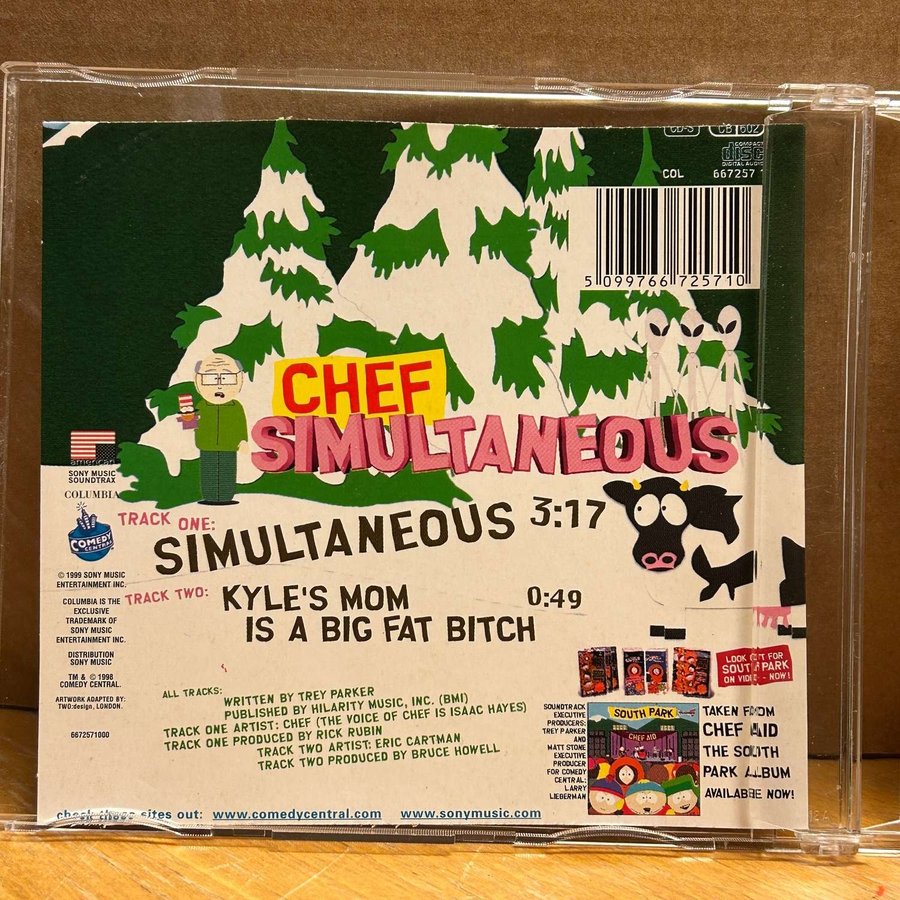 CD-S CB 602
COMPACT
disc
DIGITAL AUDIO
COL 667257 1
5 099766 725710
CHEF
SIMULTANEOUS
american
SONY MUSIC
SOUNDTRAX
COLUMBIA
COMEDY
CENTRAL
© 1999 SONY MUSIC
ENTERTAINMENT INC.
COLUMBIA IS THE
EXCLUSIVE
TRADEMARK OF
SONY MUSIC
ENTERTAINMENT INC.
DISTRIBUTION
SONY MUSIC
TM & © 1998
COMEDY CENTRAL.
ARTWORK ADAPTED BY:
TWO:design, LONDON.
6672571000
TRACK ONE:
SIMULTANEOUS 3:17
TRACK TWO: KYLE'S MOM 0:49
IS A BIG FAT BITCH
ALL TRACKS:
WRITTEN BY TREY PARKER
PUBLISHED BY HILARITY MUSIC, INC. (BMI)
TRACK ONE ARTIST: CHEF (THE VOICE OF CHEF IS ISAAC HAYES)
TRACK ONE PRODUCED BY RICK RUBIN
TRACK TWO ARTIST: ERIC CARTMAN
TRACK TWO PRODUCED BY BRUCE HOWELL
LOOK OUT FOR
SOUTH PARK
ON VIDEO - NOW!
SOUNDTRACK
EXECUTIVE
PRODUCERS:
TREY PARKER
AND
MATT STONE
EXECUTIVE
PRODUCER
FOR COMEDY
CENTRAL:
LARRY
LIEBERMAN
SOUTH PARK
CHEF AID
TAKEN FROM
CHEF AID
THE SOUTH
PARK ALBUM
AVAILABLE NOW!
check these sites out: www.comedycentral.com www.sonymusic.com